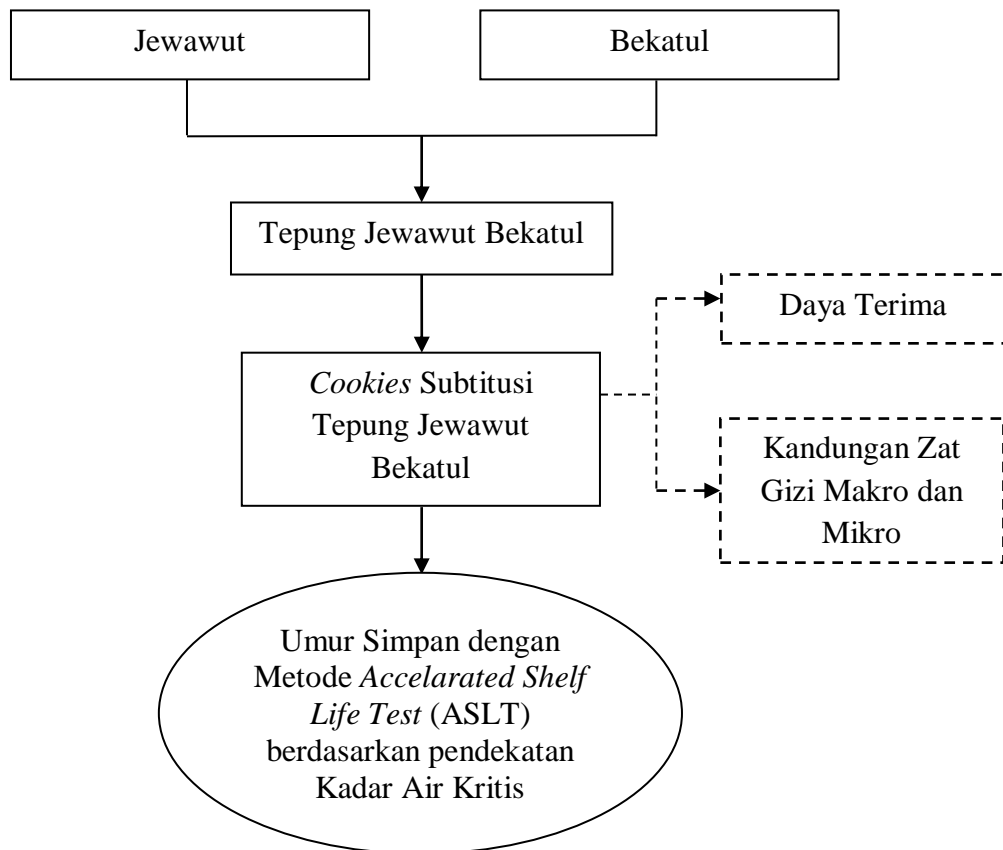 Jewawut
Bekatul
Tepung Jewawut Bekatul
Daya Terima
Cookies Subtitusi
Tepung Jewawut
Bekatul
Kandungan Zat
Gizi Makro dan
Mikro
Umur Simpan dengan
Metode Accelarated Shelf
Life Test (ASLT)
berdasarkan pendekatan
Kadar Air Kritis